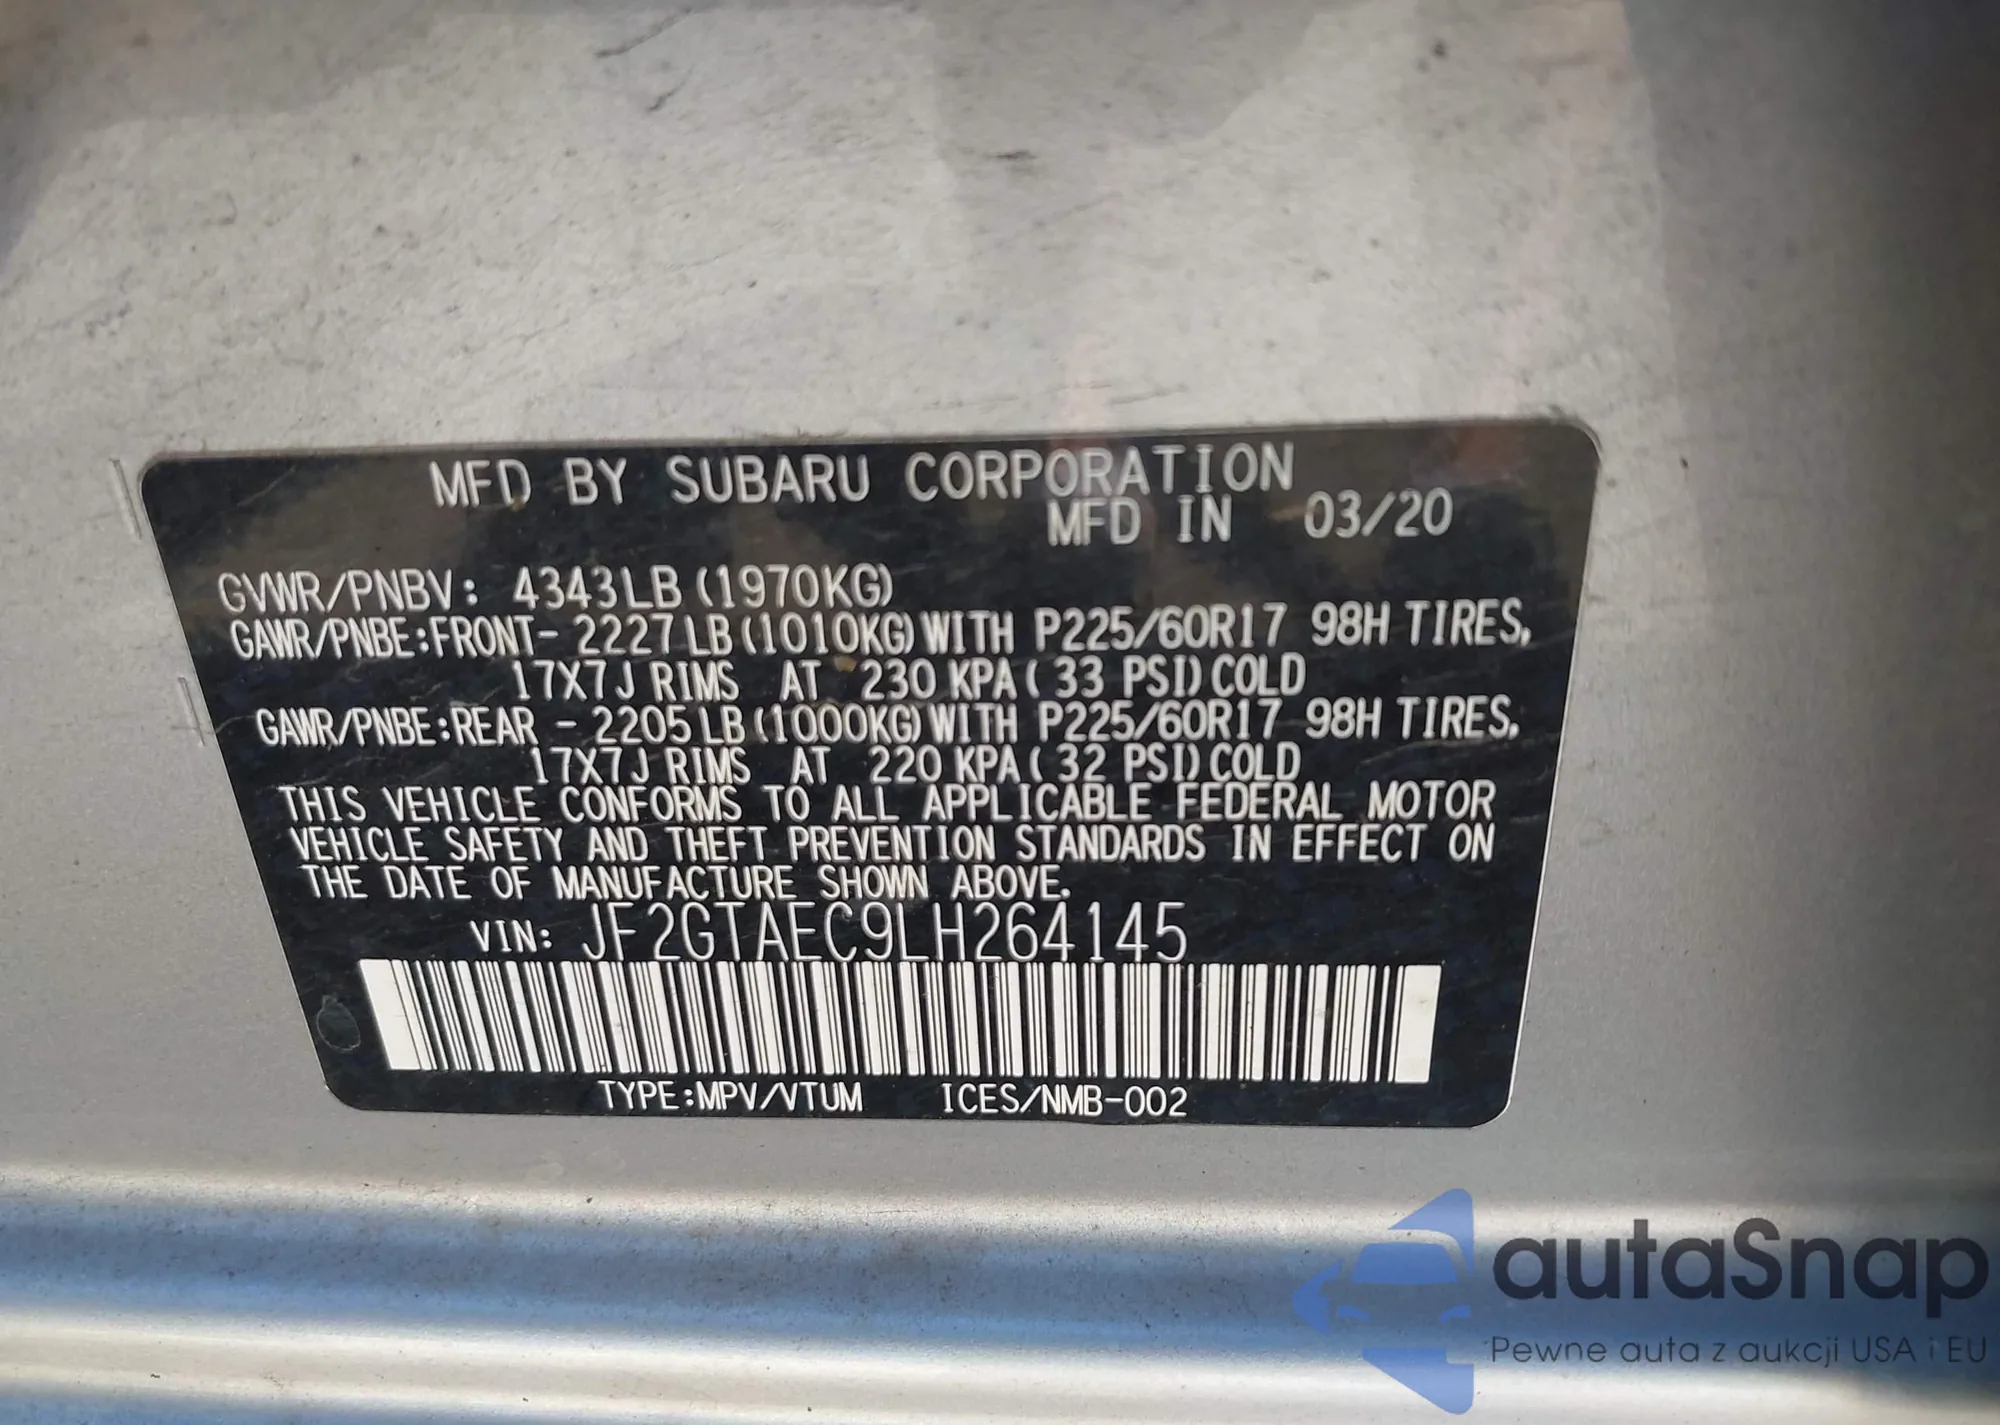 MFD BY SUBARU CORPORATION
MFD IN 03/20
GVWR/PNBV: 4343LB (1970KG)
GAWR/PNBE:FRONT- 2227 LB (1010KG) WITH P225/60R17 98H TIRES,
17X7J RIMS AT 230 KPA ( 33 PSI) COLD
GAWR/PNBE:REAR - 2205 LB (1000KG) WITH P225/60R17 98H TIRES,
17X7J RIMS AT 220 KPA ( 32 PSI) COLD
THIS VEHICLE CONFORMS TO ALL APPLICABLE FEDERAL MOTOR
VEHICLE SAFETY AND THEFT PREVENTION STANDARDS IN EFFECT ON
THE DATE OF MANUFACTURE SHOWN ABOVE.
VIN: JF2GTAEC9LH264145
TYPE:MPV/VTUM ICES/NMB-002
autaSnap
Pewne auta z aukcji USA i EU